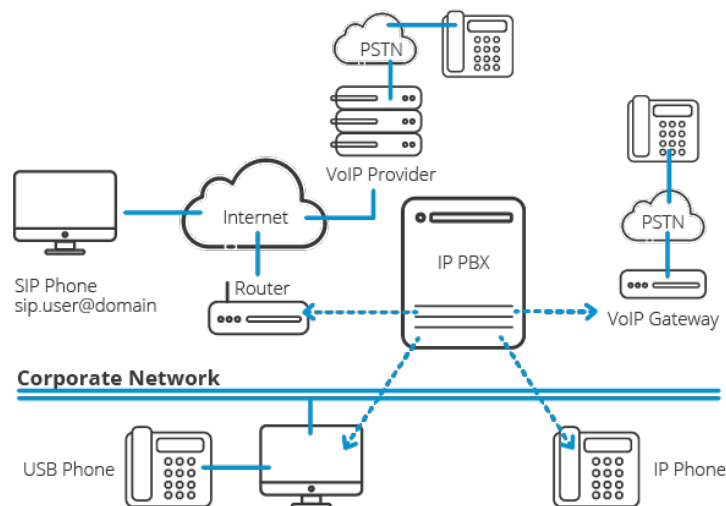 PSTN
VoIP Provider
Internet
PSTN
IP PBX
SIP Phone
sip.user@domain
Router
VoIP Gateway
Corporate Network
USB Phone
IP Phone